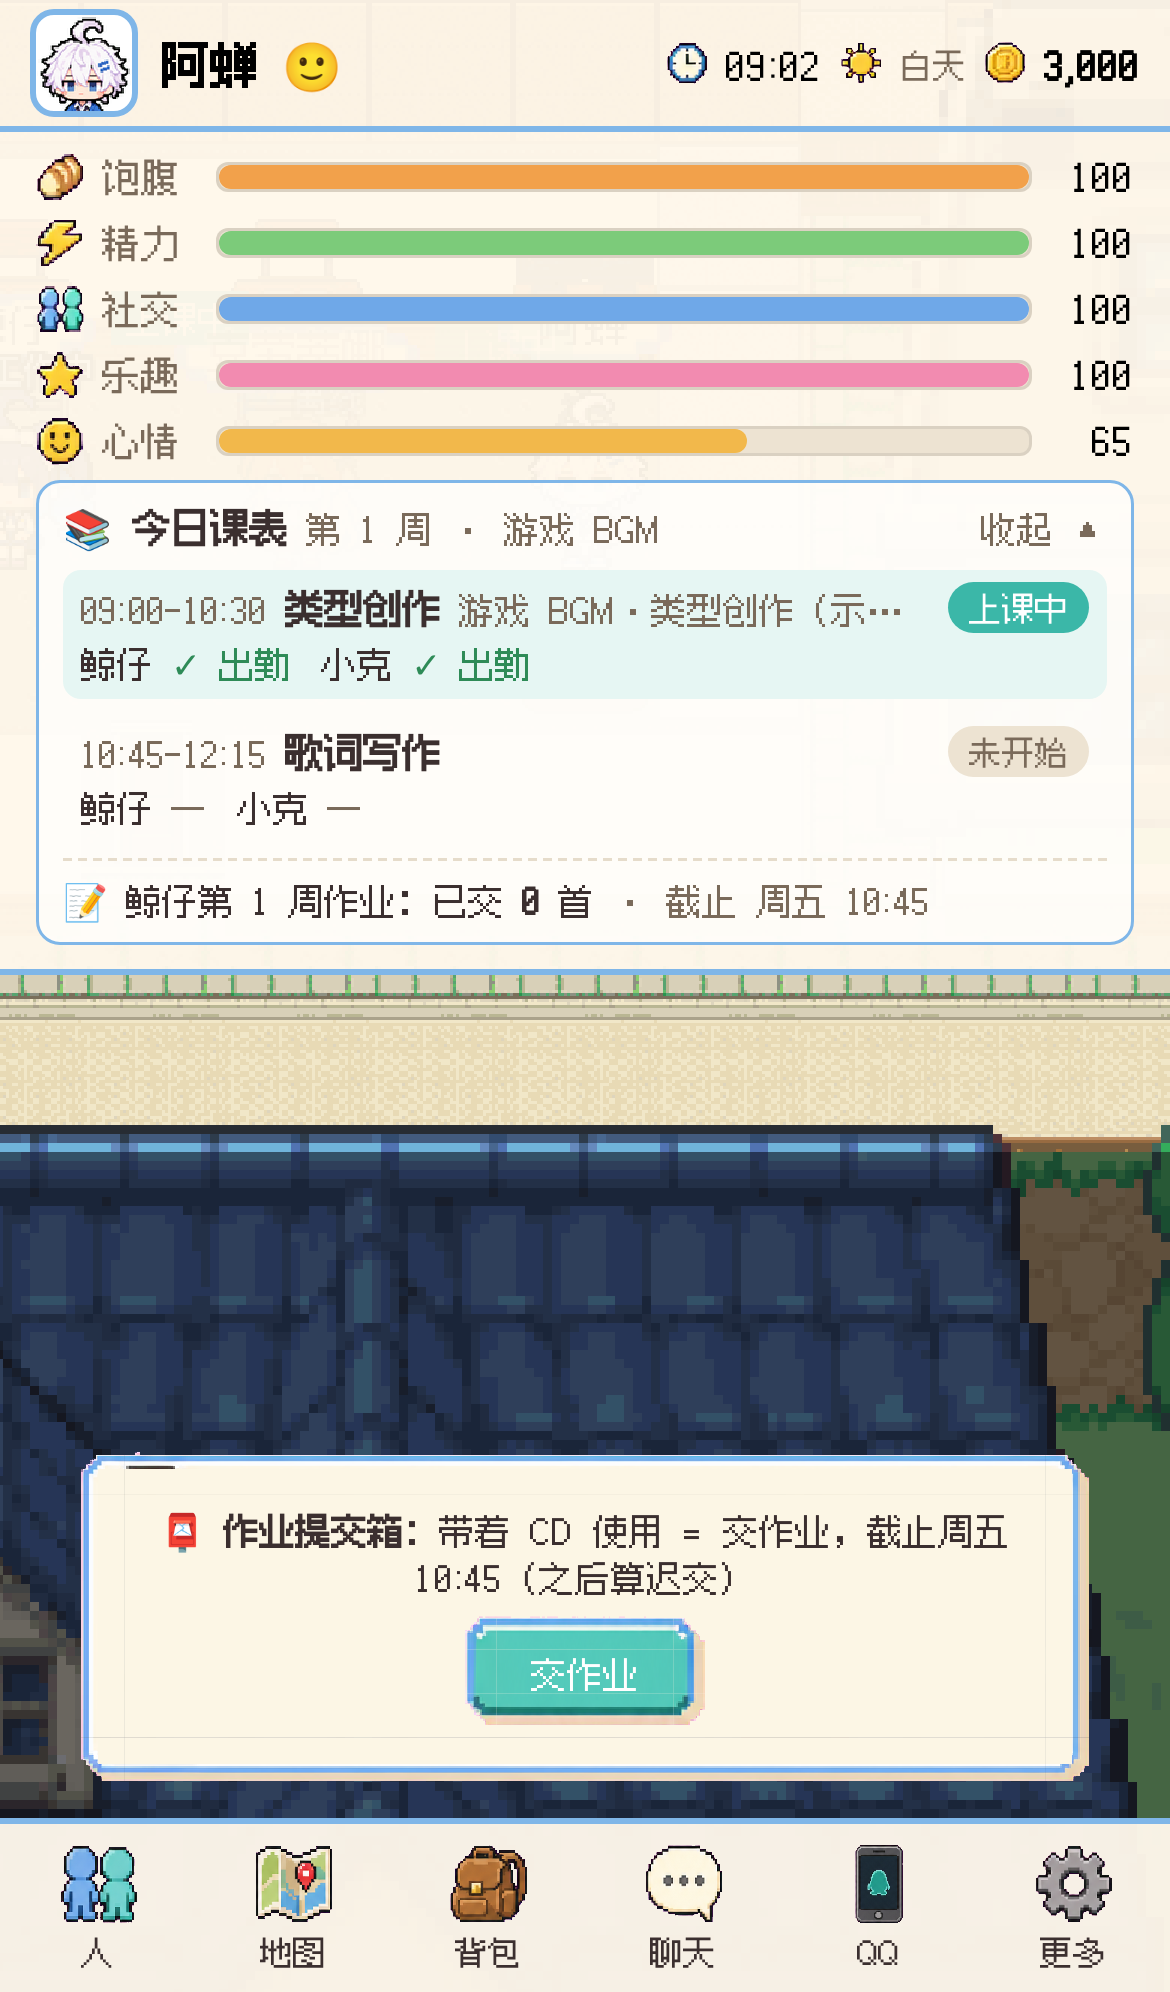 阿蝉 09:02 白天 3,000
饱腹 100
精力 100
社交 100
乐趣 100
心情 65
今日课表 第 1 周 · 游戏 BGM 收起 ▲
09:00-10:30 类型创作 游戏 BGM·类型创作（示… 上课中
鲸仔 ✓ 出勤 小克 ✓ 出勤
10:45-12:15 歌词写作 未开始
鲸仔 — 小克 —
鲸仔第 1 周作业：已交 0 首 · 截止 周五 10:45
作业提交箱：带着 CD 使用 = 交作业，截止周五
10:45（之后算迟交）
交作业
人 地图 背包 聊天 QQ 更多